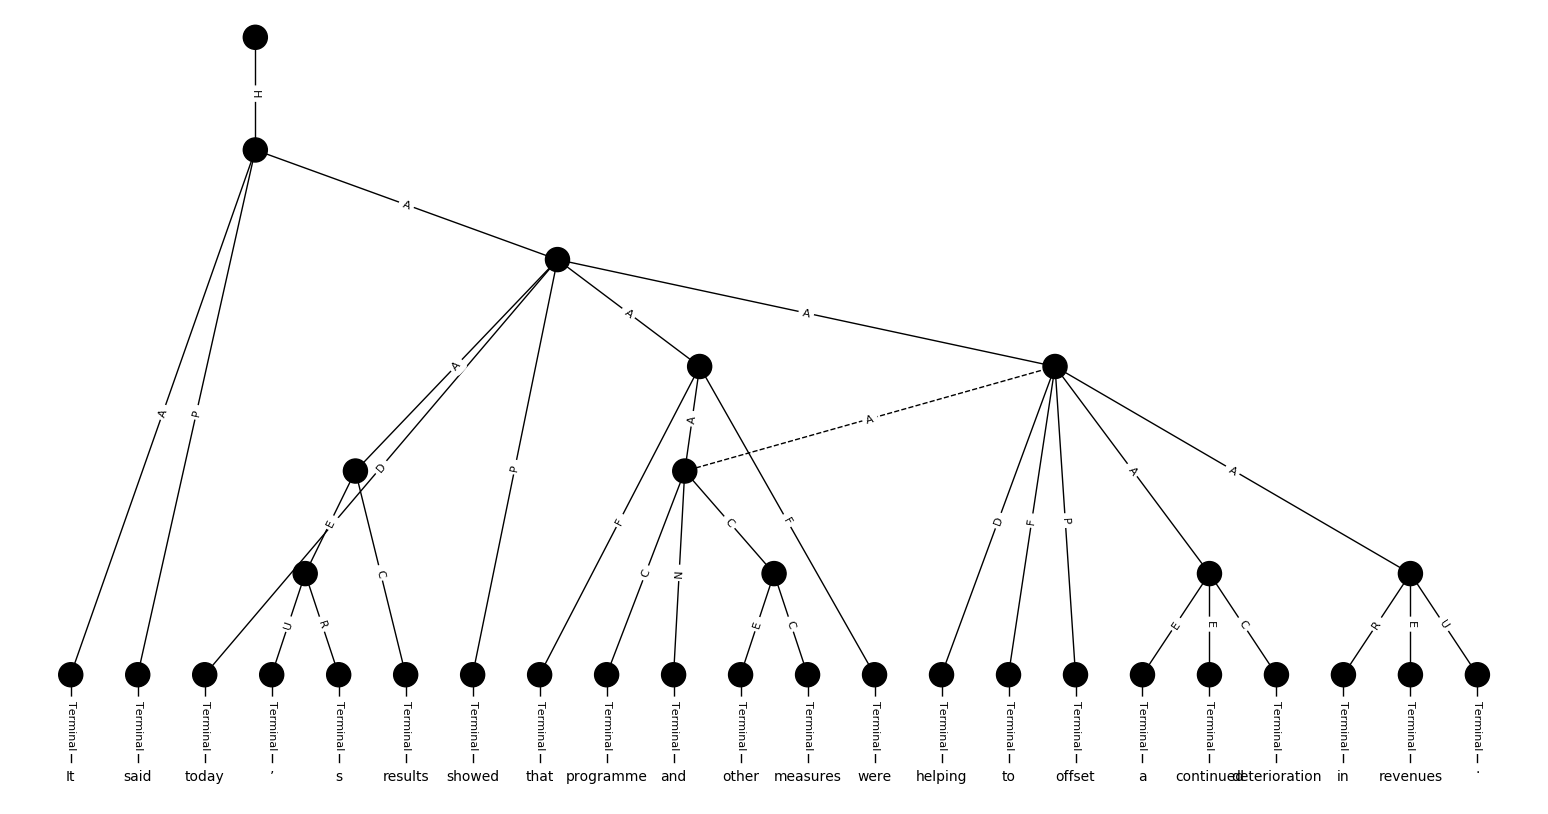 H
A
A A
A
A P A A
D A A
P
E F C F D F P
C C N
U R E C E E C R E U
Terminal Terminal Terminal Terminal Terminal Terminal Terminal Terminal Terminal Terminal Terminal Terminal Terminal Terminal Terminal Terminal Terminal Terminal Terminal Terminal Terminal Terminal
It said today ’ s results showed that programme and other measures were helping to offset a continued deterioration in revenues .